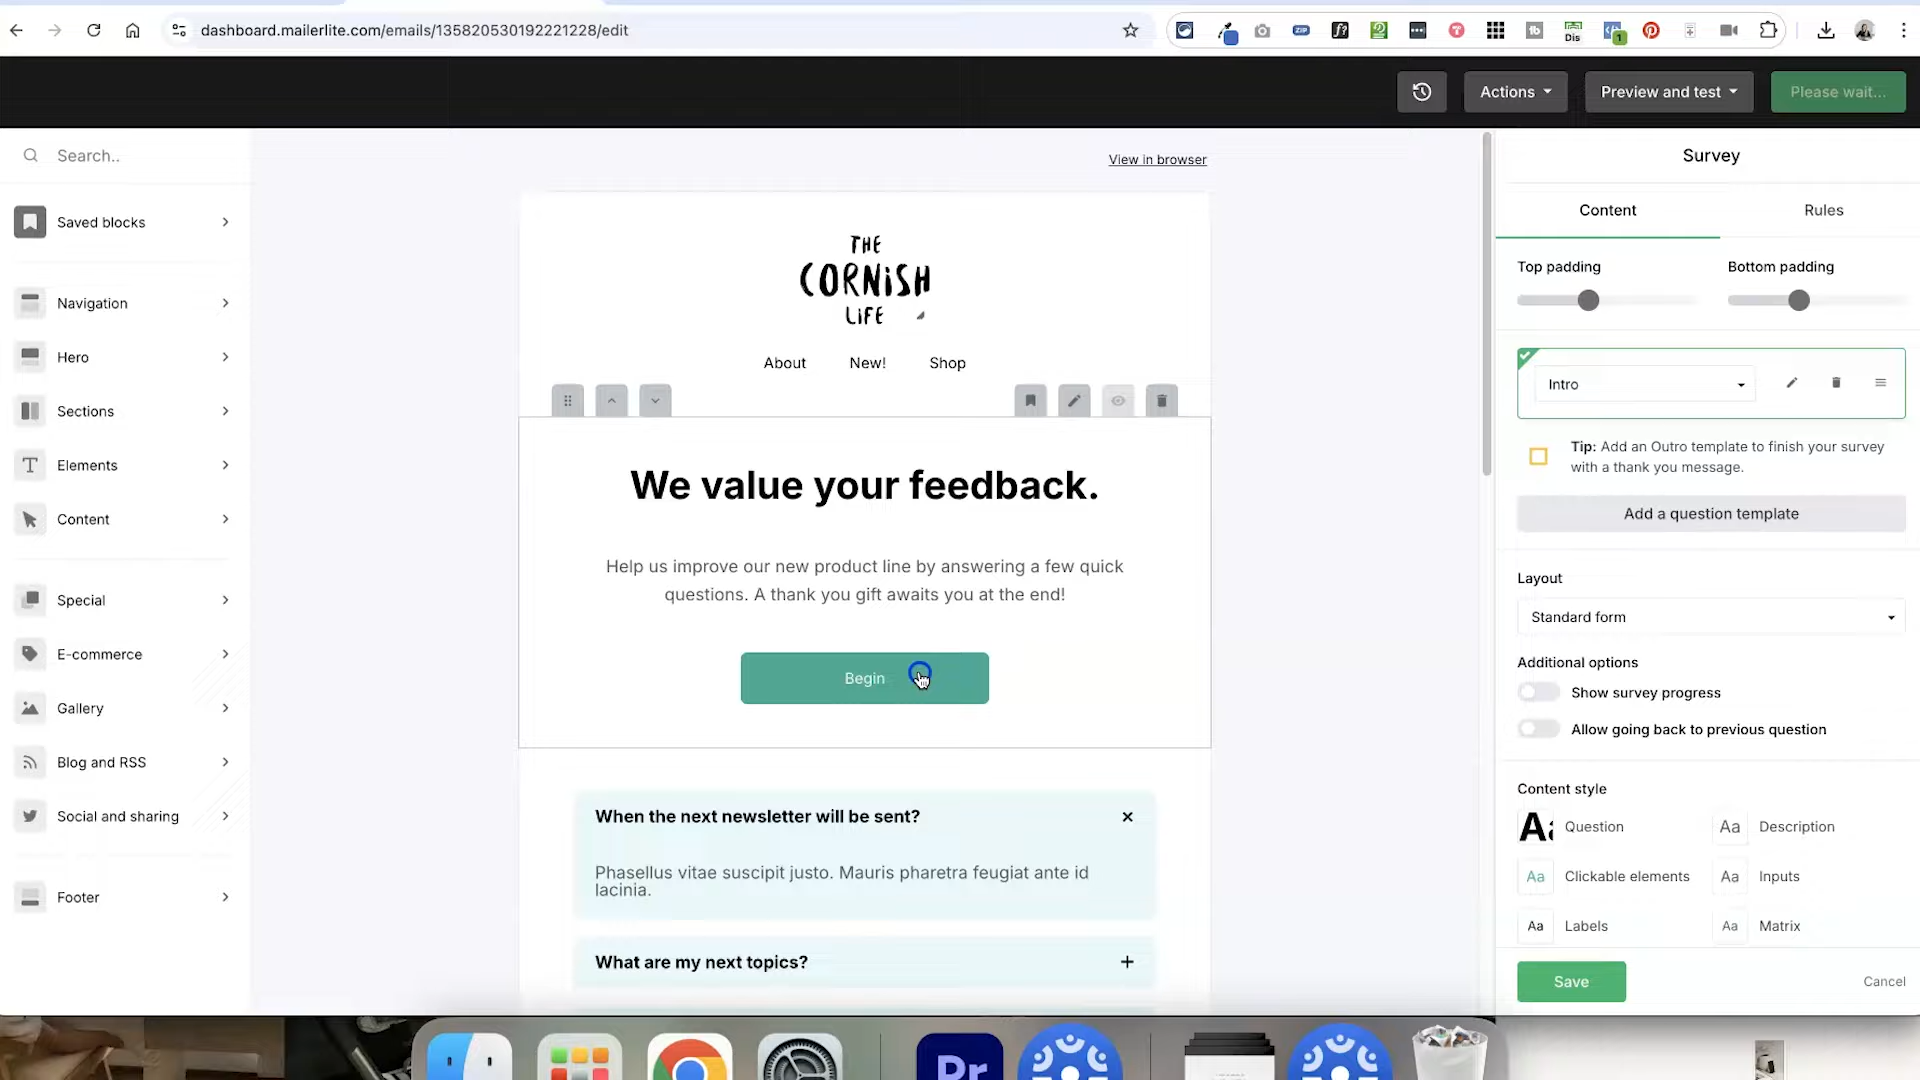 dashboard.mailerlite.com/emails/135820530192221228/edit
ZIP
f?
tb
Dis
1
Actions
Preview and test
Please wait...
Search..
Saved blocks
Navigation
Hero
Sections
Elements
Content
Special
E-commerce
Gallery
Blog and RSS
Social and sharing
Footer
View in browser
THE
CORNiSH
LiFE
About
New!
Shop
We value your feedback.
Help us improve our new product line by answering a few quick
questions. A thank you gift awaits you at the end!
Begin
When the next newsletter will be sent?
Phasellus vitae suscipit justo. Mauris pharetra feugiat ante id
lacinia.
What are my next topics?
Survey
Content
Rules
Top padding
Bottom padding
Intro
Tip: Add an Outro template to finish your survey
with a thank you message.
Add a question template
Layout
Standard form
Additional options
Show survey progress
Allow going back to previous question
Content style
Aa Question
Aa Description
Aa Clickable elements
Aa Inputs
Aa Labels
Aa Matrix
Save
Cancel
Pr